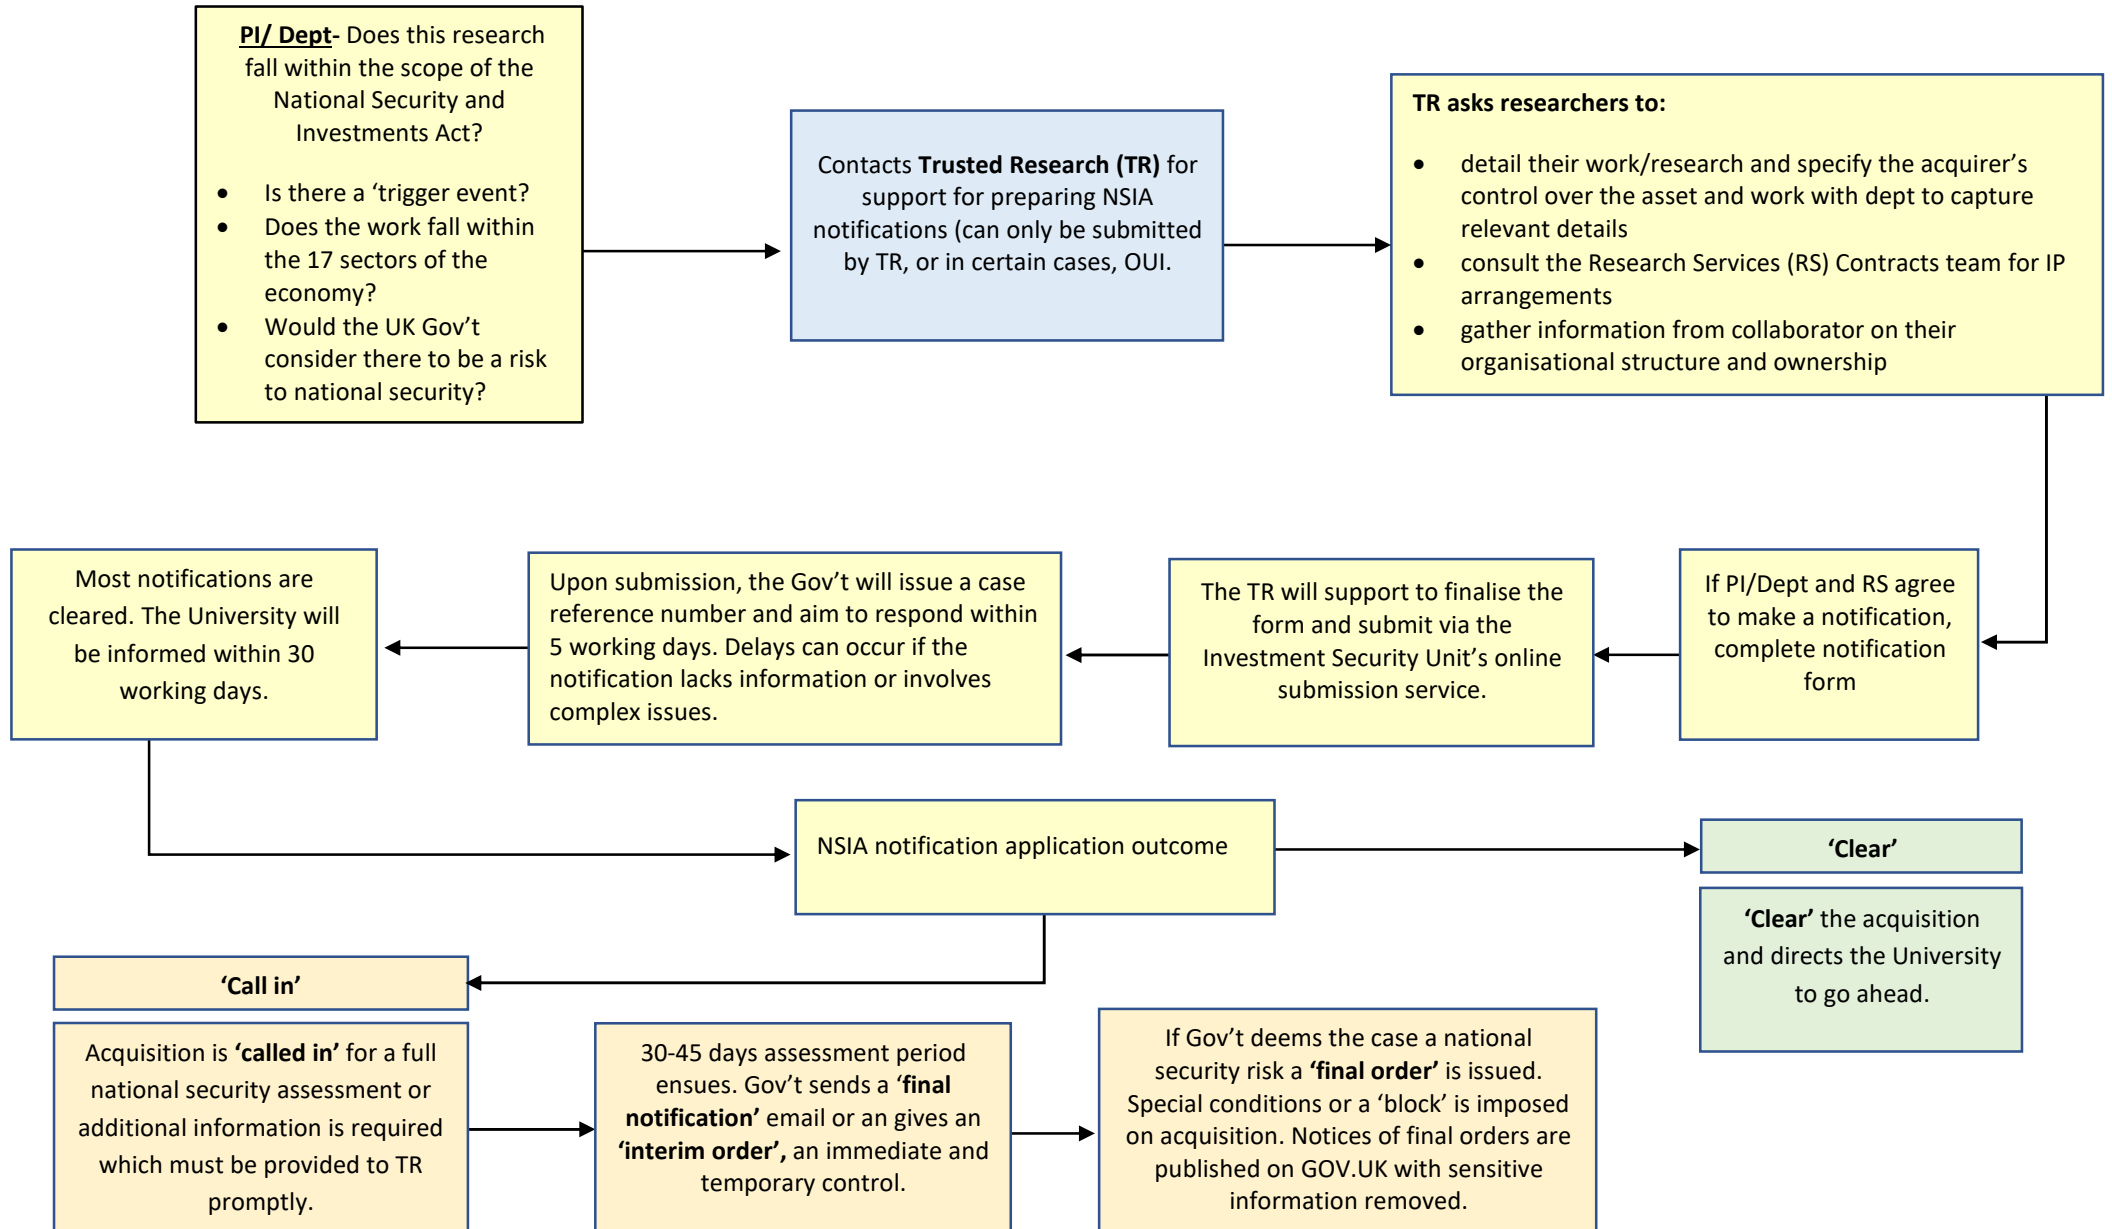 PI/ Dept- Does this research
fall within the scope of the
National Security and
Investments Act?
• Is there a ‘trigger event?
• Does the work fall within
the 17 sectors of the
economy?
• Would the UK Gov’t
consider there to be a risk
to national security?
Contacts Trusted Research (TR) for
support for preparing NSIA
notifications (can only be submitted
by TR, or in certain cases, OUI.
TR asks researchers to:
• detail their work/research and specify the acquirer’s
control over the asset and work with dept to capture
relevant details
• consult the Research Services (RS) Contracts team for IP
arrangements
• gather information from collaborator on their
organisational structure and ownership
If PI/Dept and RS agree
to make a notification,
complete notification
form
The TR will support to finalise the
form and submit via the
Investment Security Unit’s online
submission service.
Upon submission, the Gov’t will issue a case
reference number and aim to respond within
5 working days. Delays can occur if the
notification lacks information or involves
complex issues.
Most notifications are
cleared. The University will
be informed within 30
working days.
NSIA notification application outcome
‘Clear’
‘Clear’ the acquisition
and directs the University
to go ahead.
‘Call in’
Acquisition is ‘called in’ for a full
national security assessment or
additional information is required
which must be provided to TR
promptly.
30-45 days assessment period
ensues. Gov’t sends a ‘final
notification’ email or an gives an
‘interim order’, an immediate and
temporary control.
If Gov’t deems the case a national
security risk a ‘final order’ is issued.
Special conditions or a ‘block’ is imposed
on acquisition. Notices of final orders are
published on GOV.UK with sensitive
information removed.